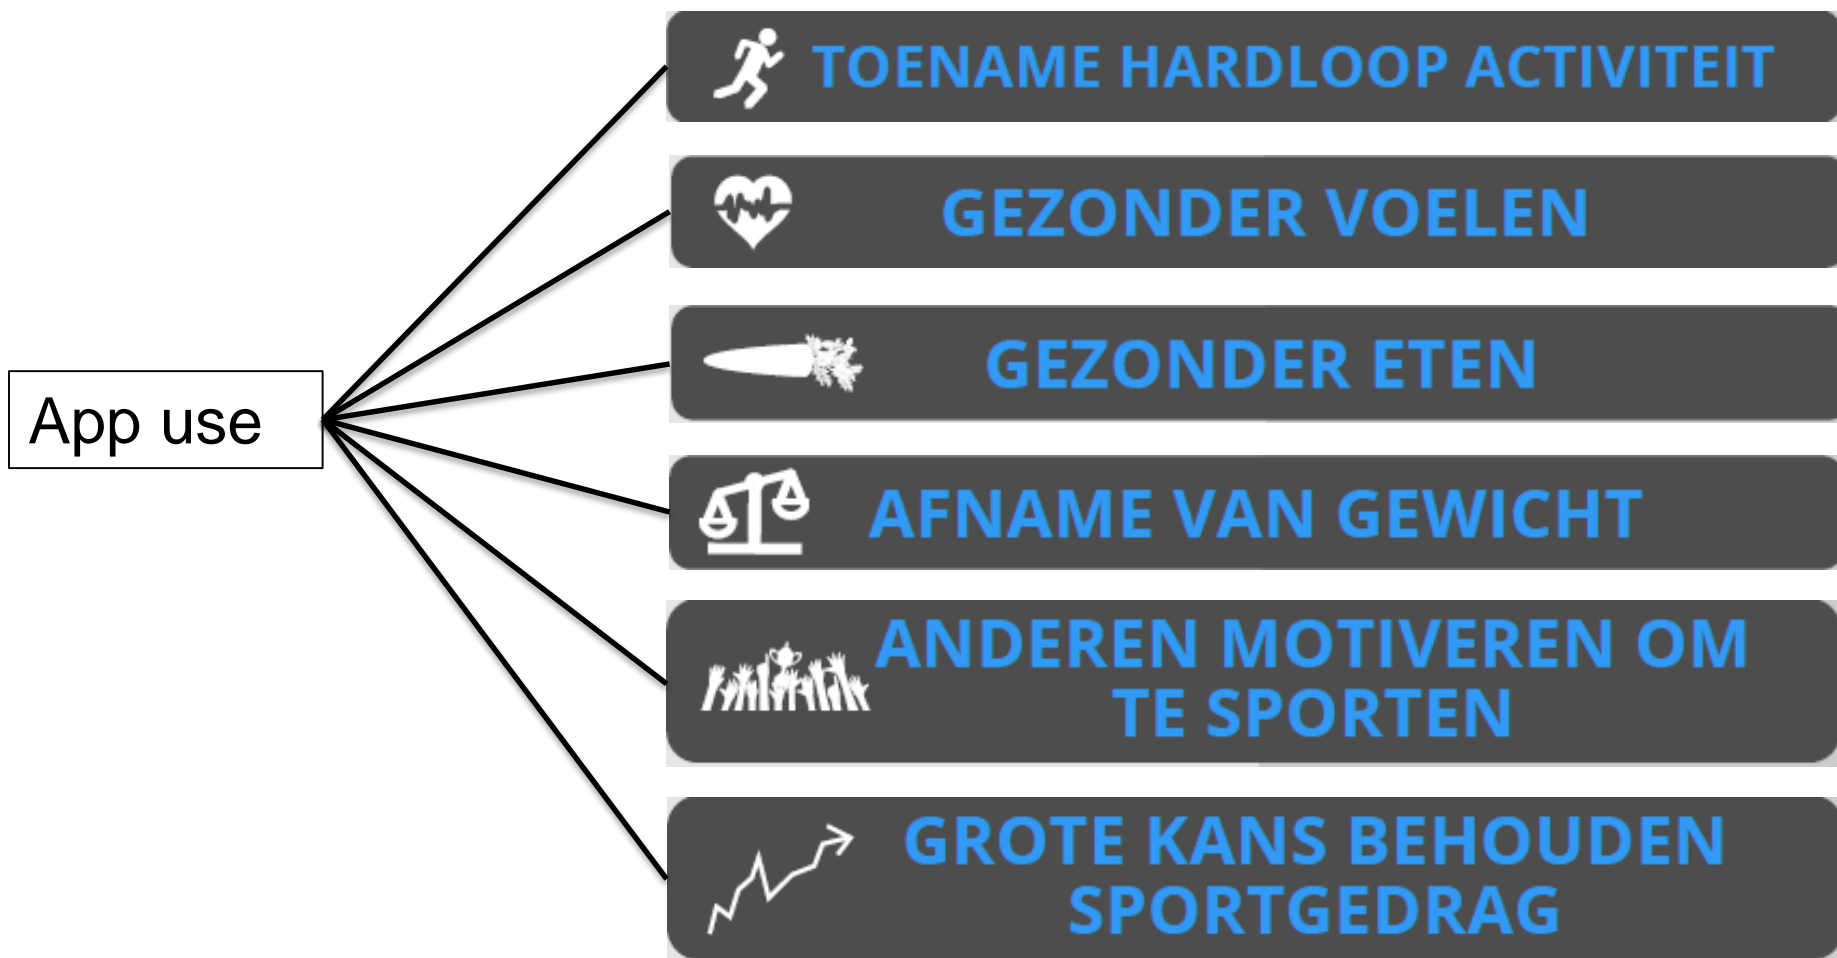 TOENAME HARDLOOP ACTIVITEIT
GEZONDER VOELEN
GEZONDER ETEN
App use
AFNAME VAN GEWICHT
ANDEREN MOTIVEREN OM
TE SPORTEN
GROTE KANS BEHOUDEN
SPORTGEDRAG